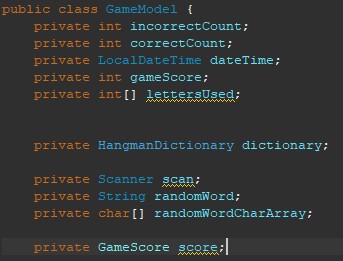 public class GameModel {
private int incorrectCount;
private int correctCount;
private LocalDateTime dateTime;
private int gameScore;
private int[] lettersUsed;
private HangmanDictionary dictionary;
private Scanner scan;
private String randomWord;
private char[] randomWordCharArray;
private GameScore score;